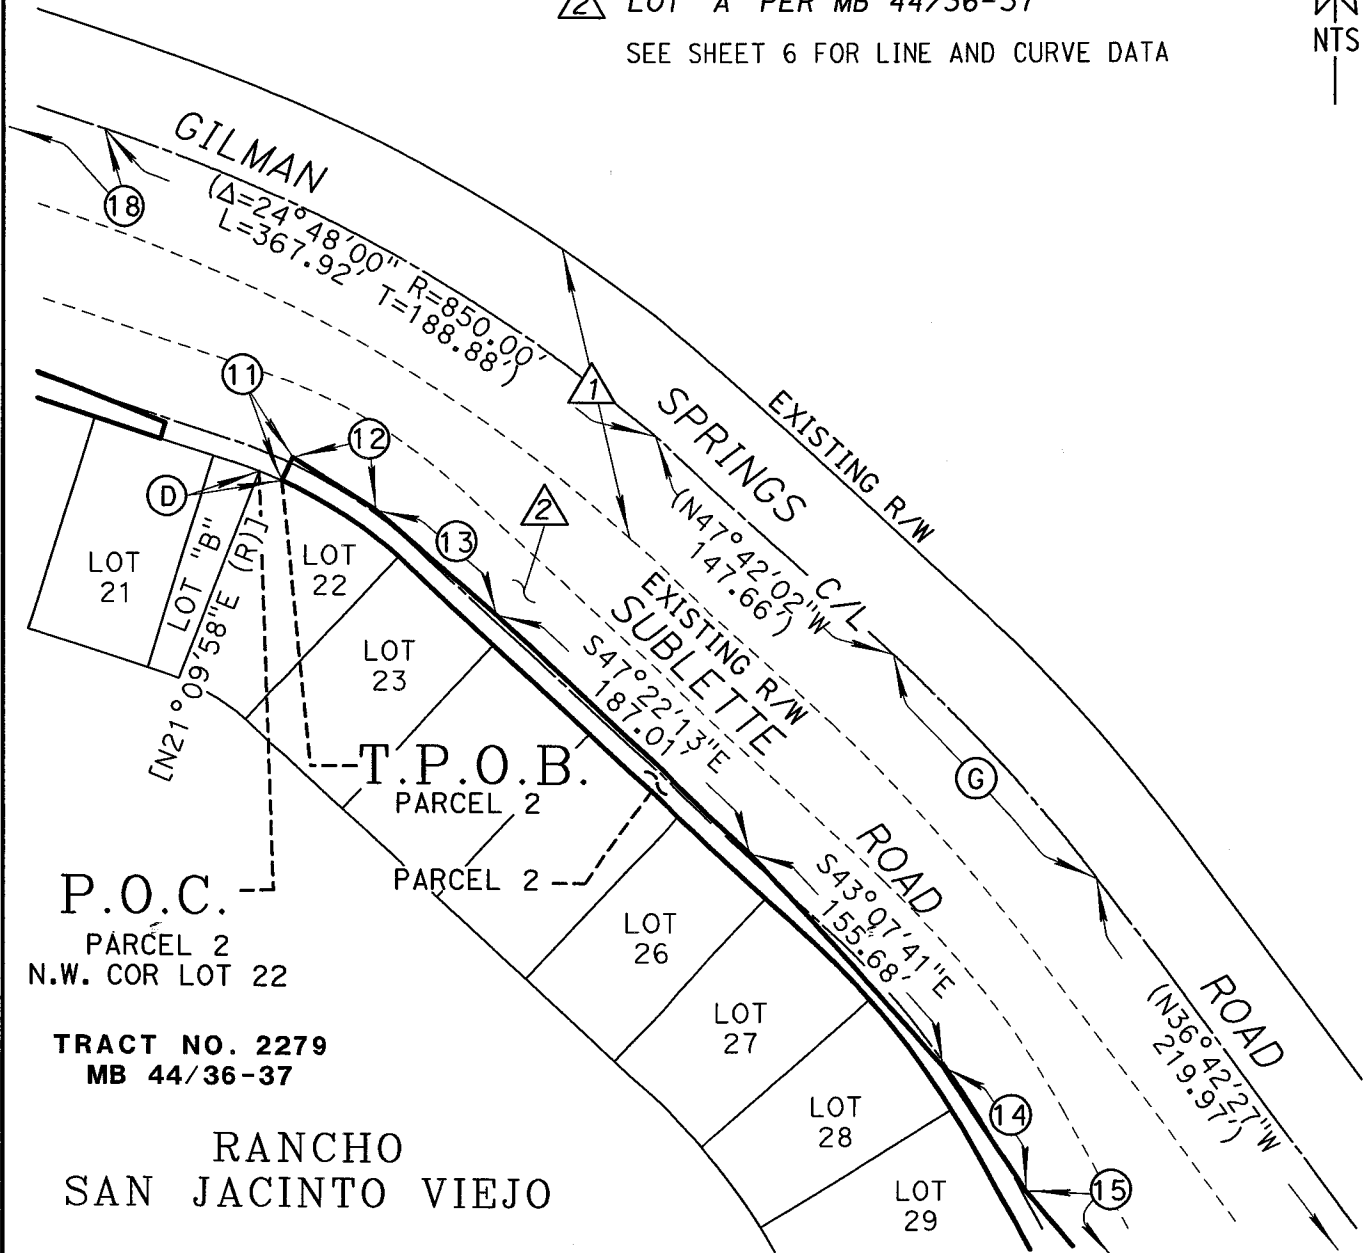 2 LOT "A" PER MB 44/36-37
SEE SHEET 6 FOR LINE AND CURVE DATA
NTS
GILMAN
(Δ=24°48'00" R=850.00'
L=367.92' T=188.88')
18
11
12
1
SPRINGS
EXISTING R/W
D
13
2
(N47°42'02"W
147.66')
C/L
LOT
21
LOT "B"
[N21°09'58"E (R)]
LOT
22
LOT
23
EXISTING R/W
SUBLETTE
S47°22'13"E
187.01'
G
T.P.O.B.
PARCEL 2
PARCEL 2
P.O.C.
PARCEL 2
N.W. COR LOT 22
ROAD
S43°07'41"E
155.68'
LOT
26
LOT
27
ROAD
(N36°42'27"W
219.97')
TRACT NO. 2279
MB 44/36-37
LOT
28
14
15
LOT
29
RANCHO
SAN JACINTO VIEJO